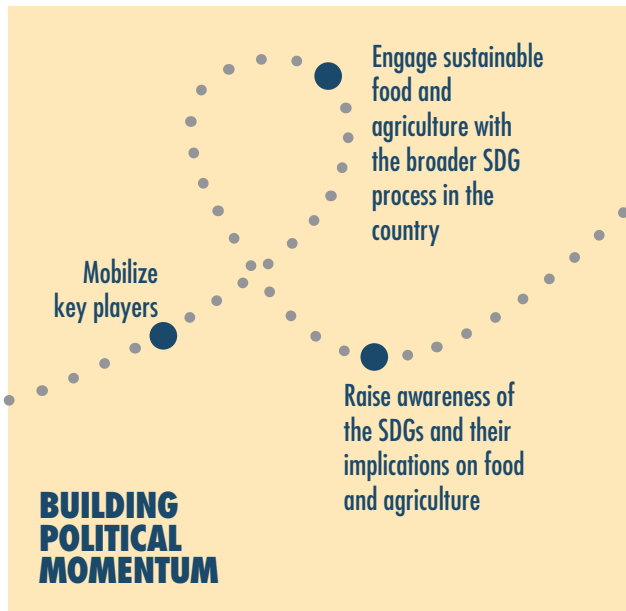 Engage sustainable
food and
agriculture with
the broader SDG
process in the
country
Mobilize
key players
Raise awareness of
the SDGs and their
implications on food
and agriculture
BUILDING
POLITICAL
MOMENTUM